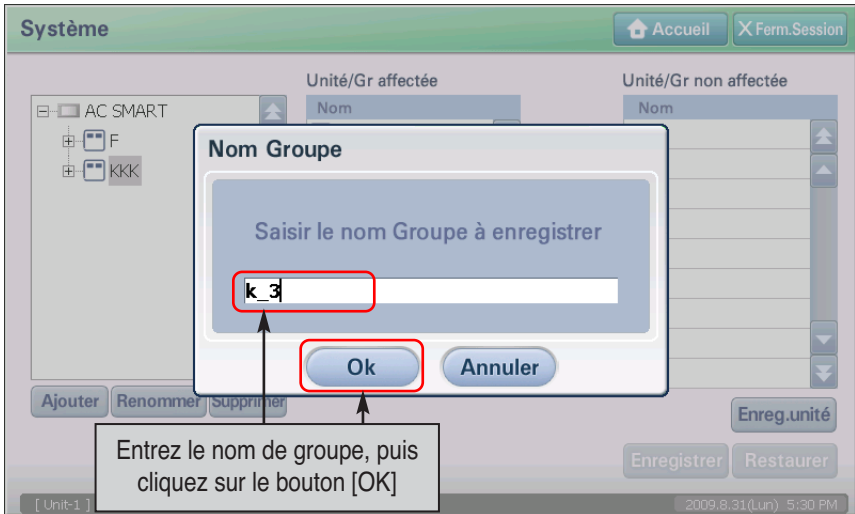 Système
Accueil
X Ferm.Session
Unité/Gr affectée
Unité/Gr non affectée
AC SMART
Nom
Nom
F
KKK
Nom Groupe
Saisir le nom Groupe à enregistrer
k_3
Ok
Annuler
Ajouter
Renommer
Supprimer
Enreg.unité
Entrez le nom de groupe, puis
cliquez sur le bouton [OK]
Enregistrer
Restaurer
[ Unit-1 ]
2009.8.31(Lun) 5:30 PM